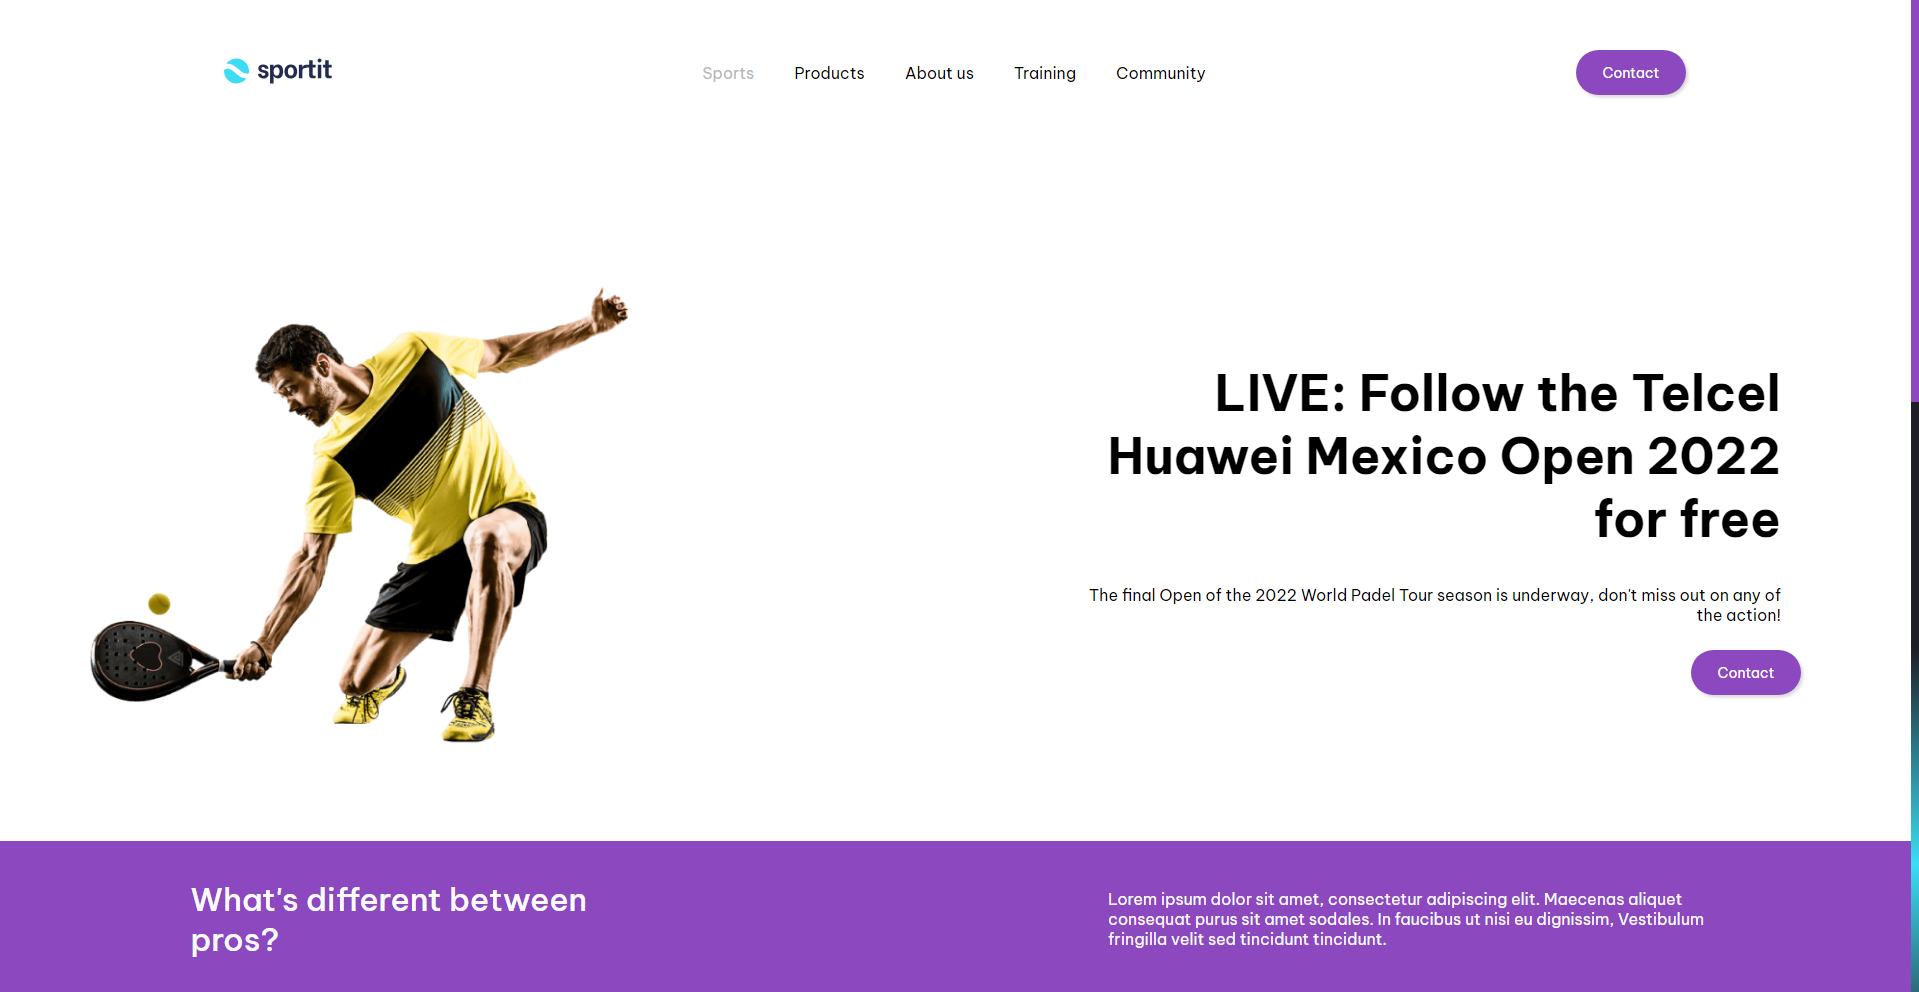 sportit
Sports
Products
About us
Training
Community
Contact
LIVE: Follow the Telcel
Huawei Mexico Open 2022
for free
The final Open of the 2022 World Padel Tour season is underway, don't miss out on any of
the action!
Contact
What's different between
pros?
Lorem ipsum dolor sit amet, consectetur adipiscing elit. Maecenas aliquet
consequat purus sit amet sodales. In faucibus ut nisi eu dignissim, Vestibulum
fringilla velit sed tincidunt tincidunt.